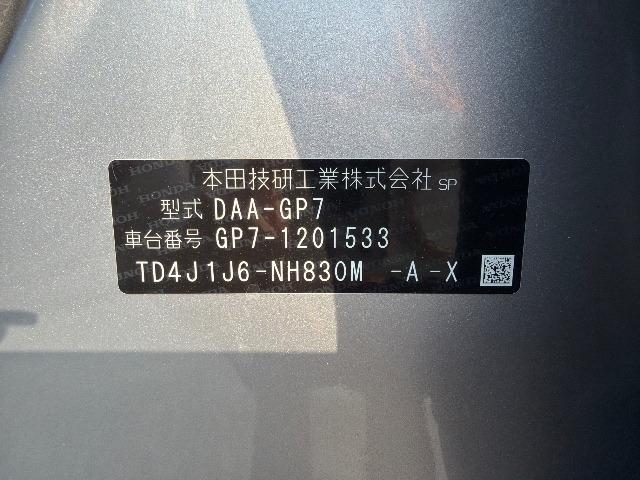 本田技研工業株式会社 SP
型式 DAA-GP7
車台番号 GP7-1201533
TD4J1J6-NH830M -A -X